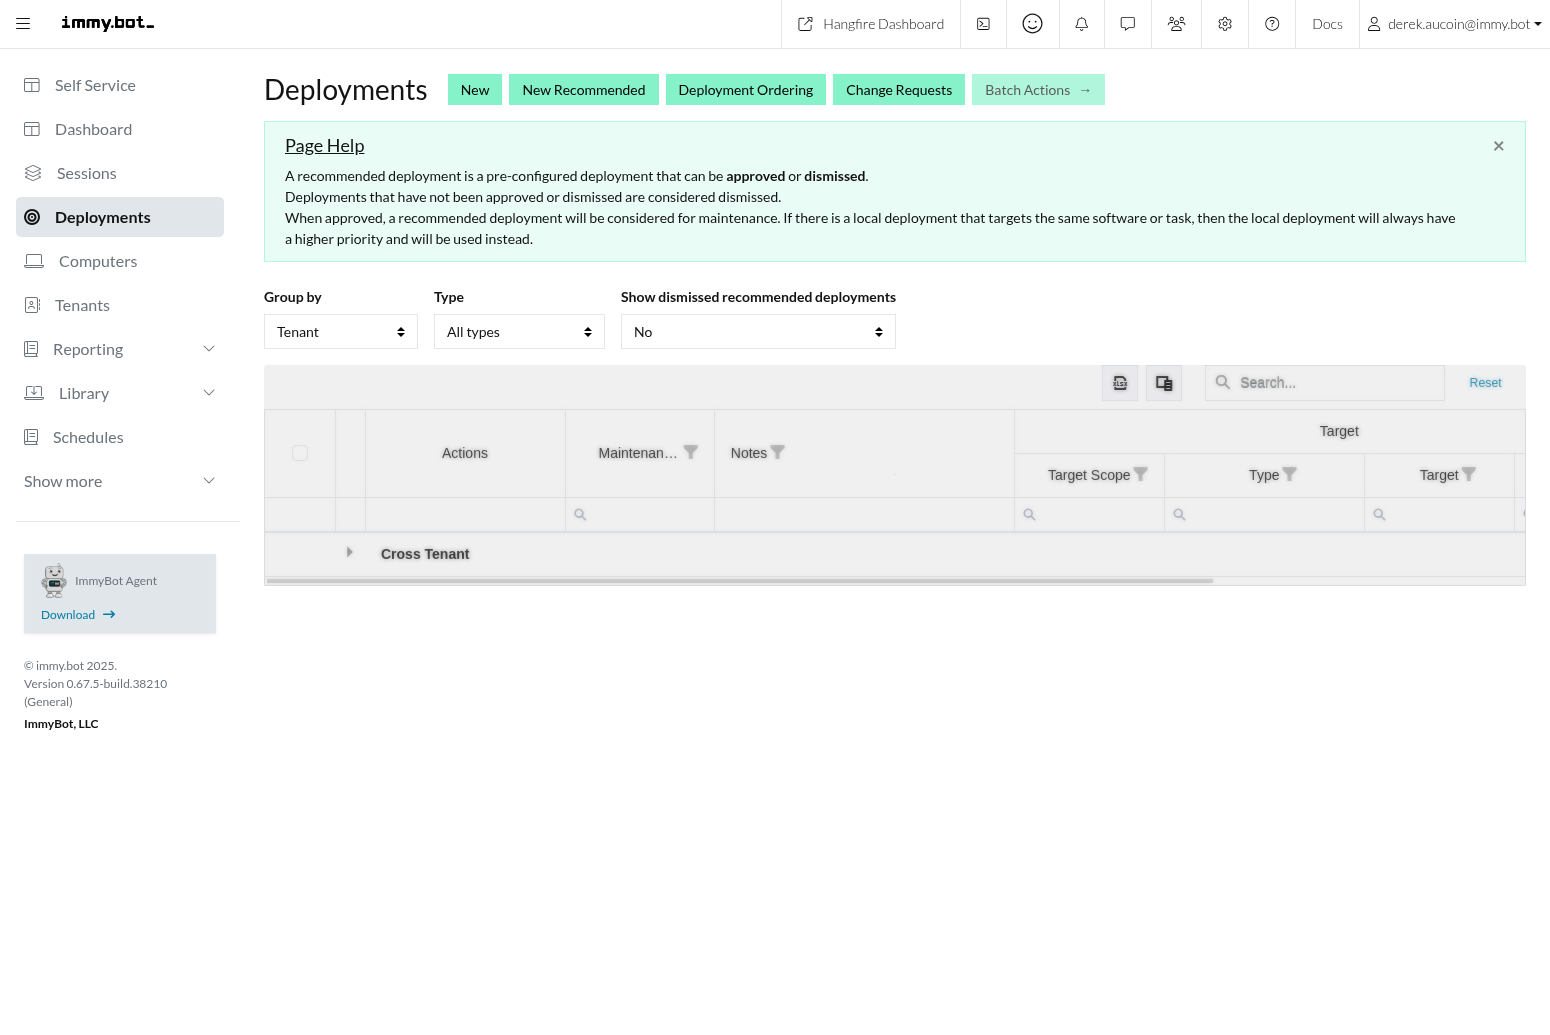 immy.bot_
Hangfire Dashboard
Docs
derek.aucoin@immy.bot
Self Service
Dashboard
Sessions
Deployments
Computers
Tenants
Reporting
Library
Schedules
Show more
ImmyBot Agent
Download →
© immy.bot 2025.
Version 0.67.5-build.38210
(General)
ImmyBot, LLC
Deployments
New
New Recommended
Deployment Ordering
Change Requests
Batch Actions →
Page Help
×
A recommended deployment is a pre-configured deployment that can be approved or dismissed.
Deployments that have not been approved or dismissed are considered dismissed.
When approved, a recommended deployment will be considered for maintenance. If there is a local deployment that targets the same software or task, then the local deployment will always have
a higher priority and will be used instead.
Group by
Type
Show dismissed recommended deployments
Tenant
All types
No
XLSX
Search...
Reset
Actions
Maintenan...
Notes
Target
Target Scope
Type
Target
Cross Tenant